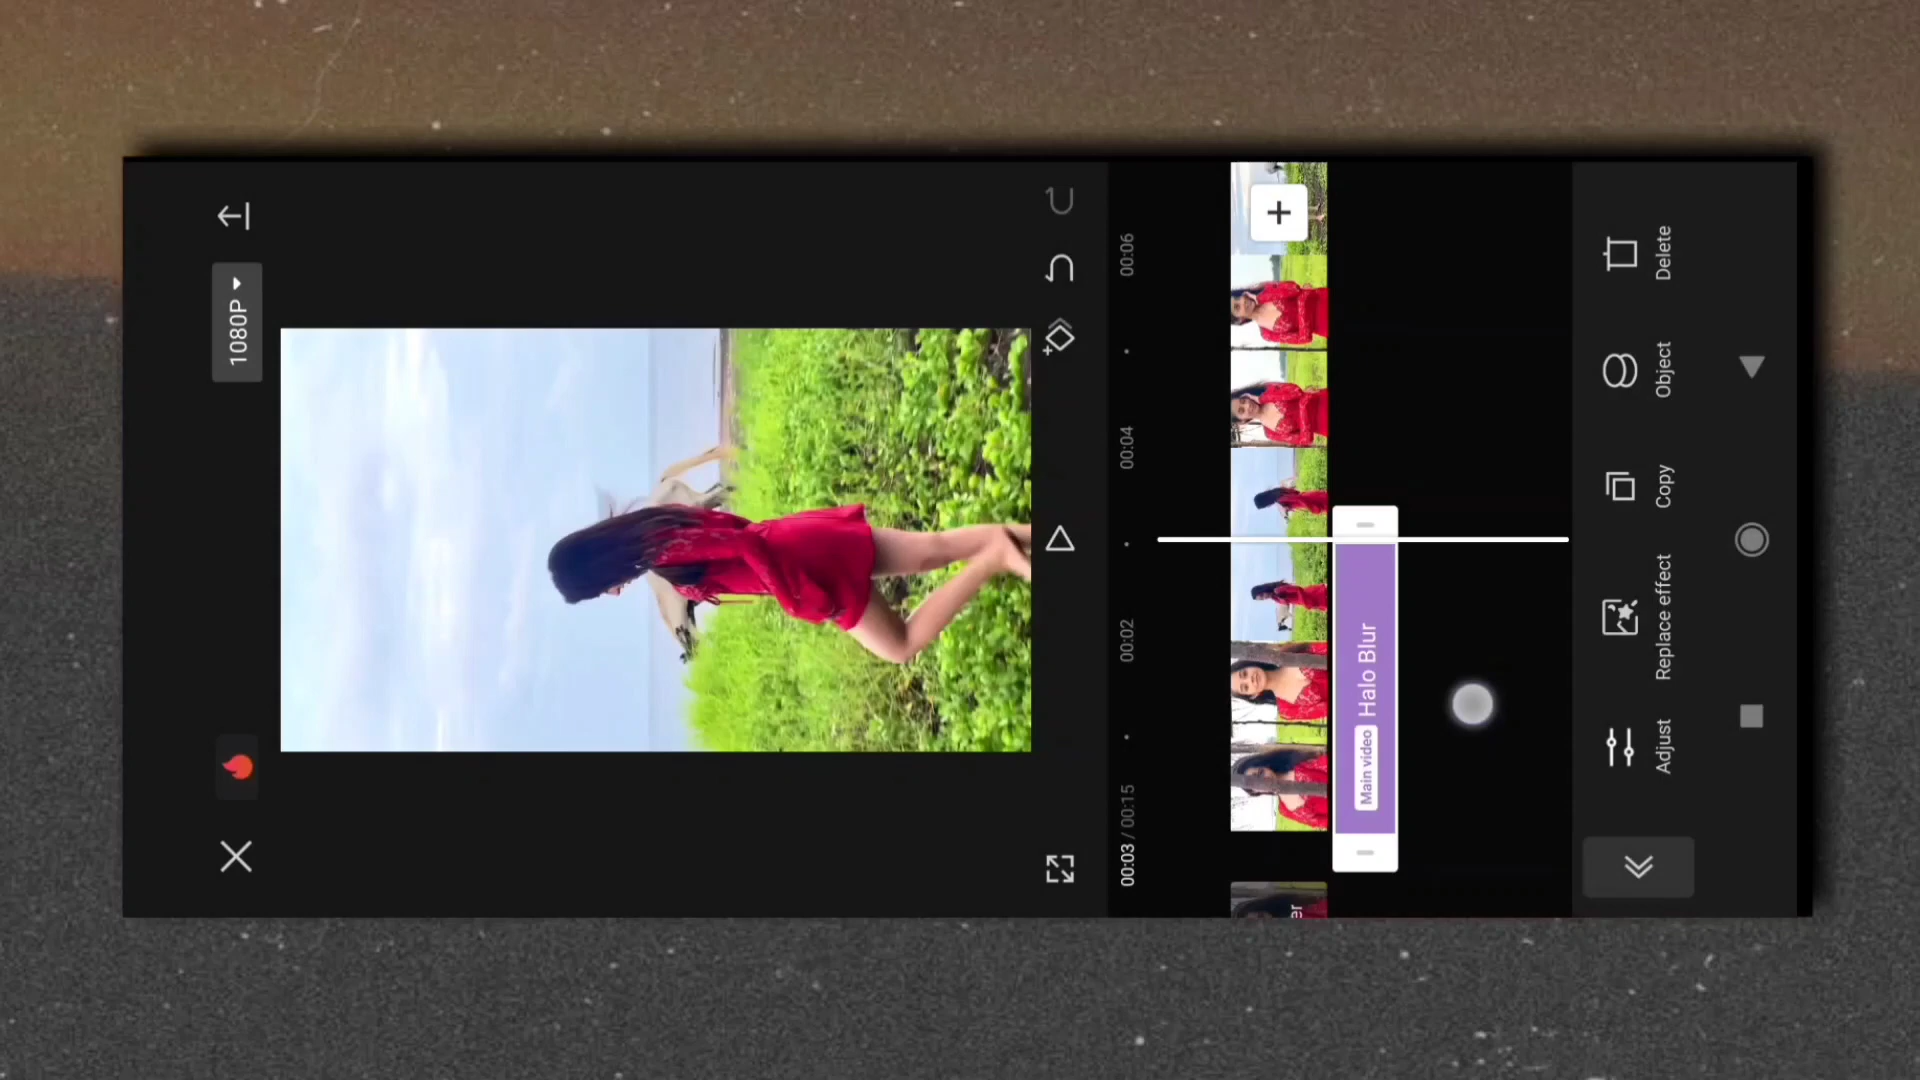 1080P
00:03 / 00:15
00:02
00:04
00:06
er
Main video
Halo Blur
Adjust
Replace effect
Copy
Object
Delete